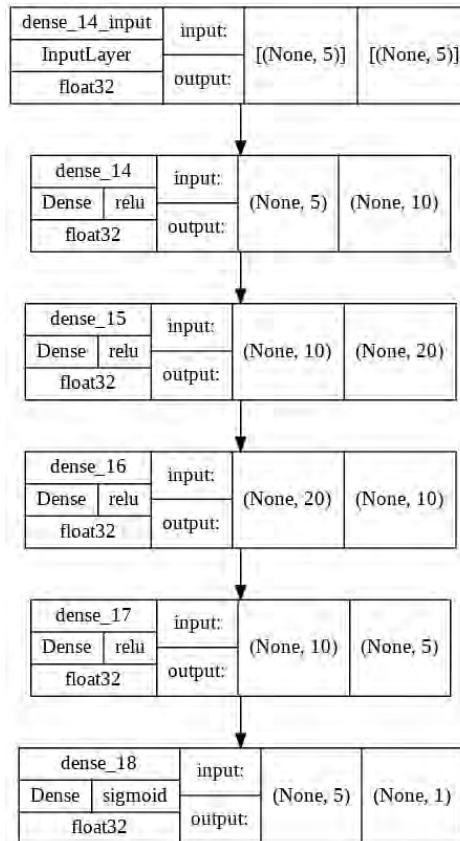 dense_14_input
input:
[(None, 5)]
[(None, 5)]
InputLayer
output:
float32
dense_14
input:
(None, 5)
(None, 10)
Dense
relu
output:
float32
dense_15
input:
(None, 10)
(None, 20)
Dense
relu
output:
float32
dense_16
input:
(None, 20)
(None, 10)
Dense
relu
output:
float32
dense_17
input:
(None, 10)
(None, 5)
Dense
relu
output:
float32
dense_18
input:
(None, 5)
(None, 1)
Dense
sigmoid
output:
float32